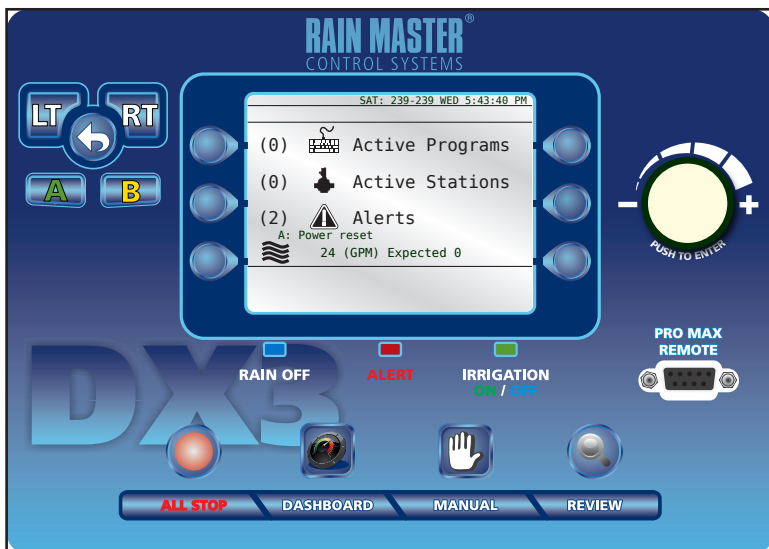 RAIN MASTER®
CONTROL SYSTEMS
LT RT
A B
SAT: 239-239 WED 5:43:40 PM
(0) Active Programs
(0) Active Stations
(2) Alerts
A: Power reset
24 (GPM) Expected 0
- +
PUSH TO ENTER
PRO MAX
REMOTE
DX3
RAIN OFF ALERT IRRIGATION
ON / OFF
ALL STOP DASHBOARD MANUAL REVIEW